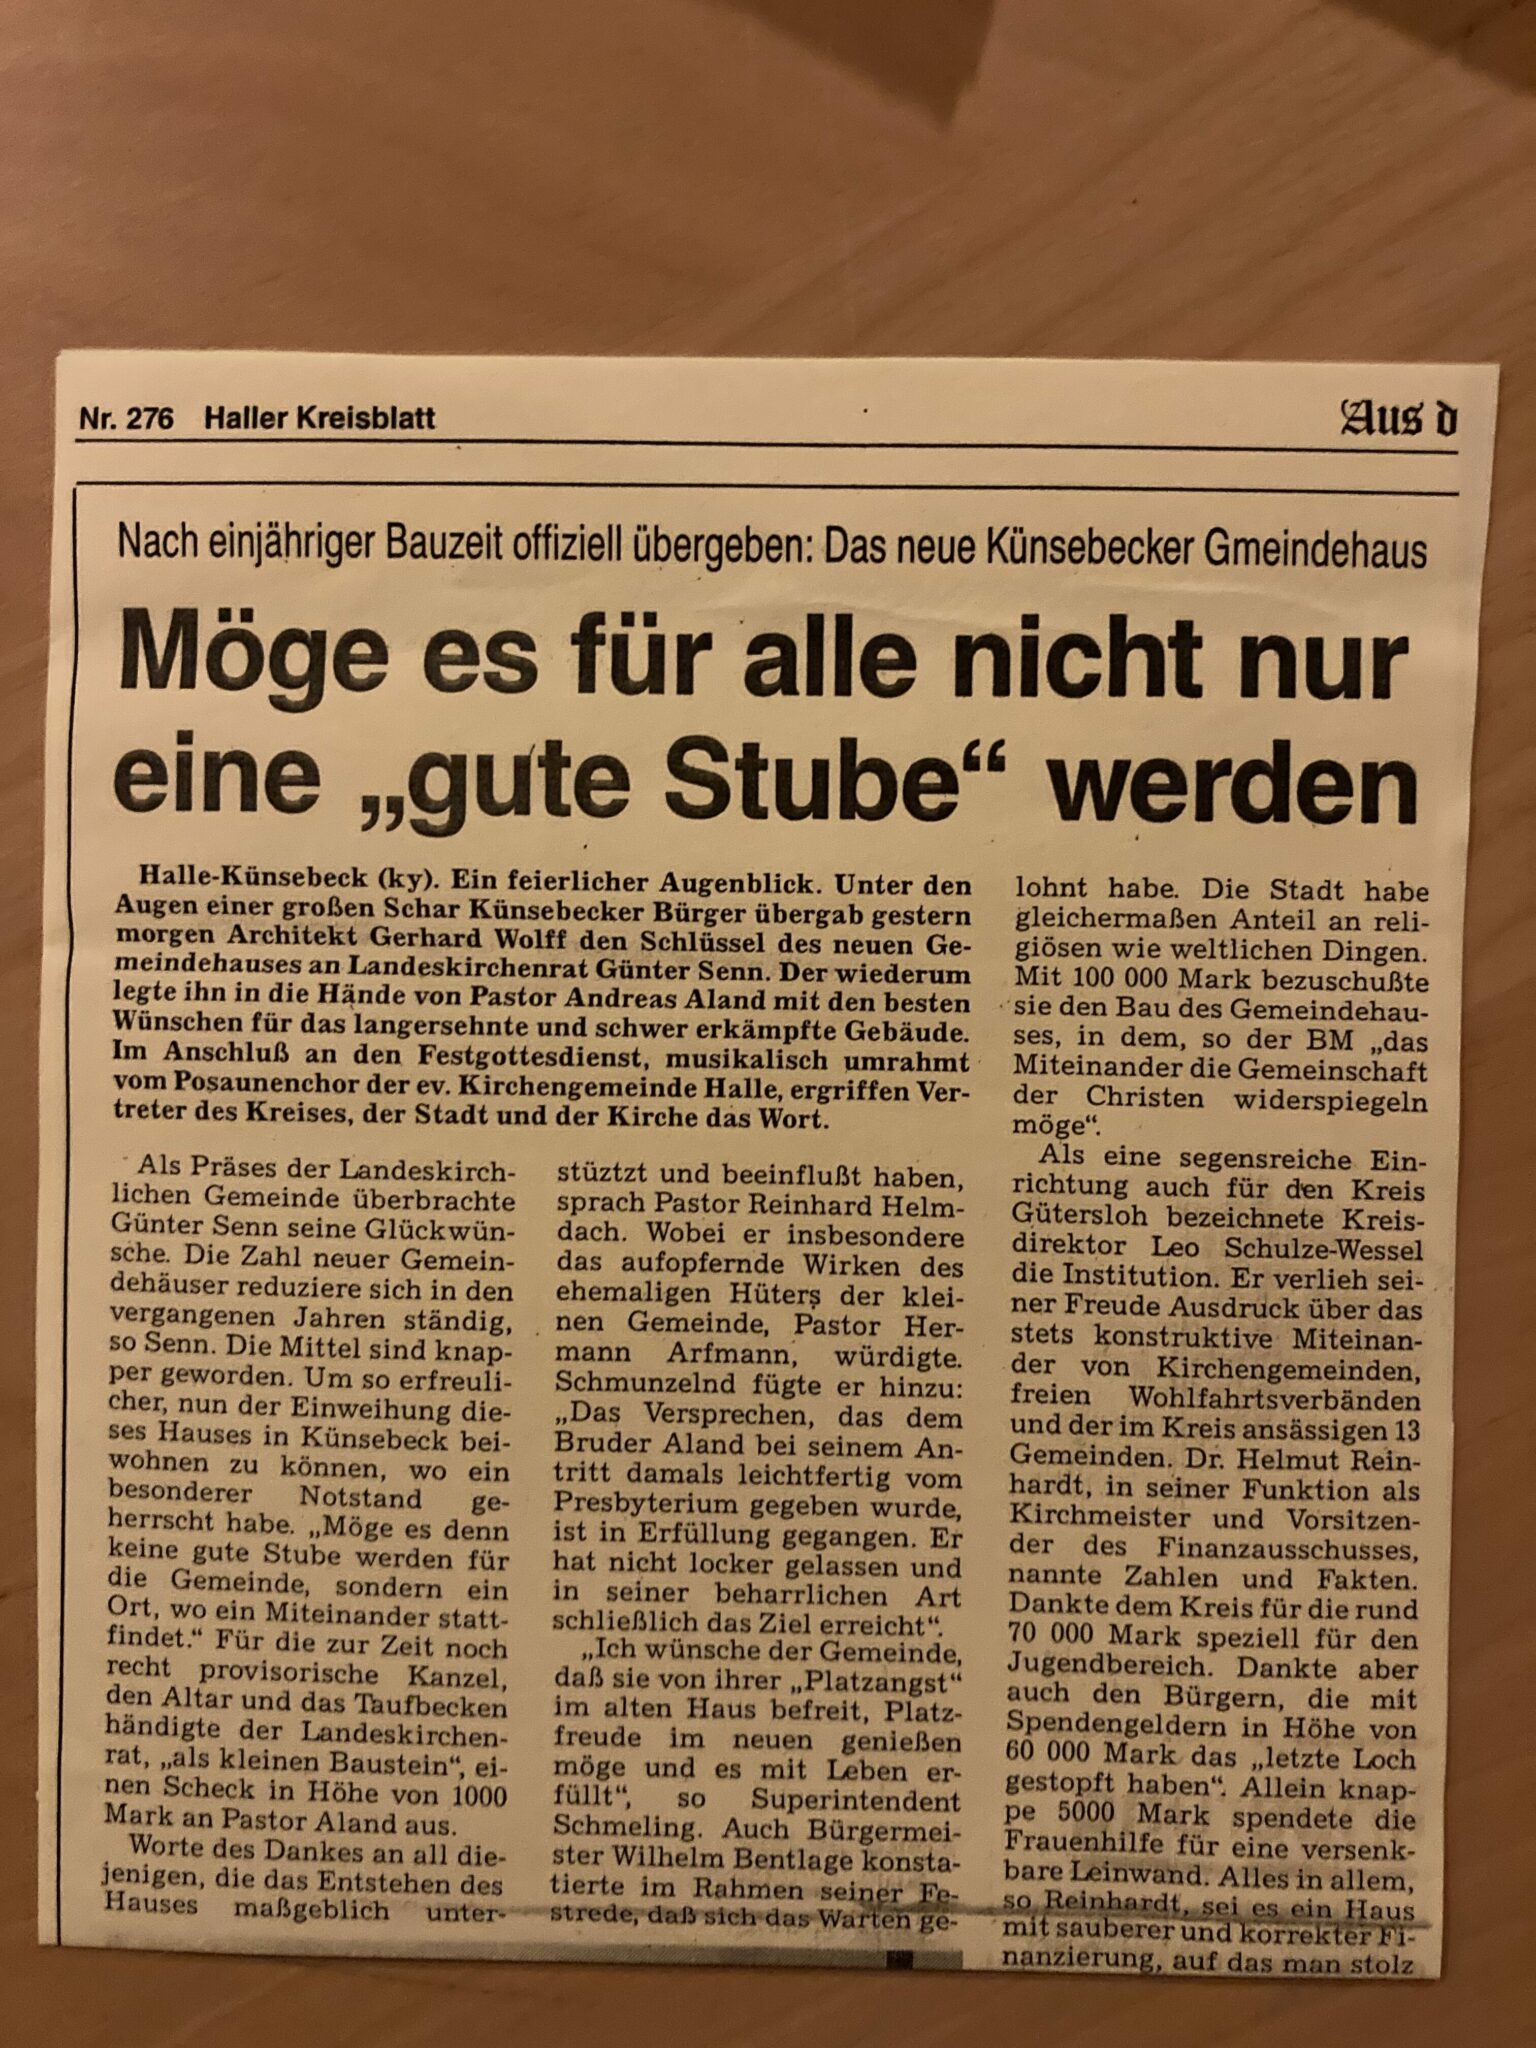 Nr. 276 Haller Kreisblatt
Aus d
Nach einjähriger Bauzeit offiziell übergeben: Das neue Künsebecker Gmeindehaus
Möge es für alle nicht nur
eine „gute Stube“ werden
Halle-Künsebeck (ky). Ein feierlicher Augenblick. Unter den
Augen einer großen Schar Künsebecker Bürger übergab gestern
morgen Architekt Gerhard Wolff den Schlüssel des neuen Ge-
meindehauses an Landeskirchenrat Günter Senn. Der wiederum
legte ihn in die Hände von Pastor Andreas Aland mit den besten
Wünschen für das langersehnte und schwer erkämpfte Gebäude.
Im Anschluß an den Festgottesdienst, musikalisch umrahmt
vom Posaunenchor der ev. Kirchengemeinde Halle, ergriffen Ver-
treter des Kreises, der Stadt und der Kirche das Wort.
Als Präses der Landeskirch-
lichen Gemeinde überbrachte
Günter Senn seine Glückwün-
sche. Die Zahl neuer Gemein-
dehäuser reduziere sich in den
vergangenen Jahren ständig,
so Senn. Die Mittel sind knap-
per geworden. Um so erfreuli-
cher, nun der Einweihung die-
ses Hauses in Künsebeck bei-
wohnen zu können, wo ein
besonderer Notstand ge-
herrscht habe. „Möge es denn
keine gute Stube werden für
die Gemeinde, sondern ein
Ort, wo ein Miteinander statt-
findet.“ Für die zur Zeit noch
recht provisorische Kanzel,
den Altar und das Taufbecken
händigte der Landeskirchen-
rat, „als kleinen Baustein“, ei-
nen Scheck in Höhe von 1000
Mark an Pastor Aland aus.
Worte des Dankes an all die-
jenigen, die das Entstehen des
Hauses maßgeblich unter-
stüztzt und beeinflußt haben,
sprach Pastor Reinhard Helm-
dach. Wobei er insbesondere
das aufopfernde Wirken des
ehemaligen Hüters der klei-
nen Gemeinde, Pastor Her-
mann Arfmann, würdigte.
Schmunzelnd fügte er hinzu:
„Das Versprechen, das dem
Bruder Aland bei seinem An-
tritt damals leichtfertig vom
Presbyterium gegeben wurde,
ist in Erfüllung gegangen. Er
hat nicht locker gelassen und
in seiner beharrlichen Art
schließlich das Ziel erreicht“.
„Ich wünsche der Gemeinde,
daß sie von ihrer „Platzangst“
im alten Haus befreit, Platz-
freude im neuen genießen
möge und es mit Leben er-
füllt“, so Superintendent
Schmeling. Auch Bürgermei-
ster Wilhelm Bentlage konsta-
tierte im Rahmen seiner Fe-
strede, daß sich das Warten ge-
lohnt habe. Die Stadt habe
gleichermaßen Anteil an reli-
giösen wie weltlichen Dingen.
Mit 100 000 Mark bezuschußte
sie den Bau des Gemeindehau-
ses, in dem, so der BM „das
Miteinander die Gemeinschaft
der Christen widerspiegeln
möge“.
Als eine segensreiche Ein-
richtung auch für den Kreis
Gütersloh bezeichnete Kreis-
direktor Leo Schulze-Wessel
die Institution. Er verlieh sei-
ner Freude Ausdruck über das
stets konstruktive Miteinan-
der von Kirchengemeinden,
freien Wohlfahrtsverbänden
und der im Kreis ansässigen 13
Gemeinden. Dr. Helmut Rein-
hardt, in seiner Funktion als
Kirchmeister und Vorsitzen-
der des Finanzausschusses,
nannte Zahlen und Fakten.
Dankte dem Kreis für die rund
70 000 Mark speziell für den
Jugendbereich. Dankte aber
auch den Bürgern, die mit
Spendengeldern in Höhe von
60 000 Mark das „letzte Loch
gestopft haben“. Allein knap-
pe 5000 Mark spendete die
Frauenhilfe für eine versenk-
bare Leinwand. Alles in allem,
so Reinhardt, sei es ein Haus
mit sauberer und korrekter Fi-
nanzierung, auf das man stolz